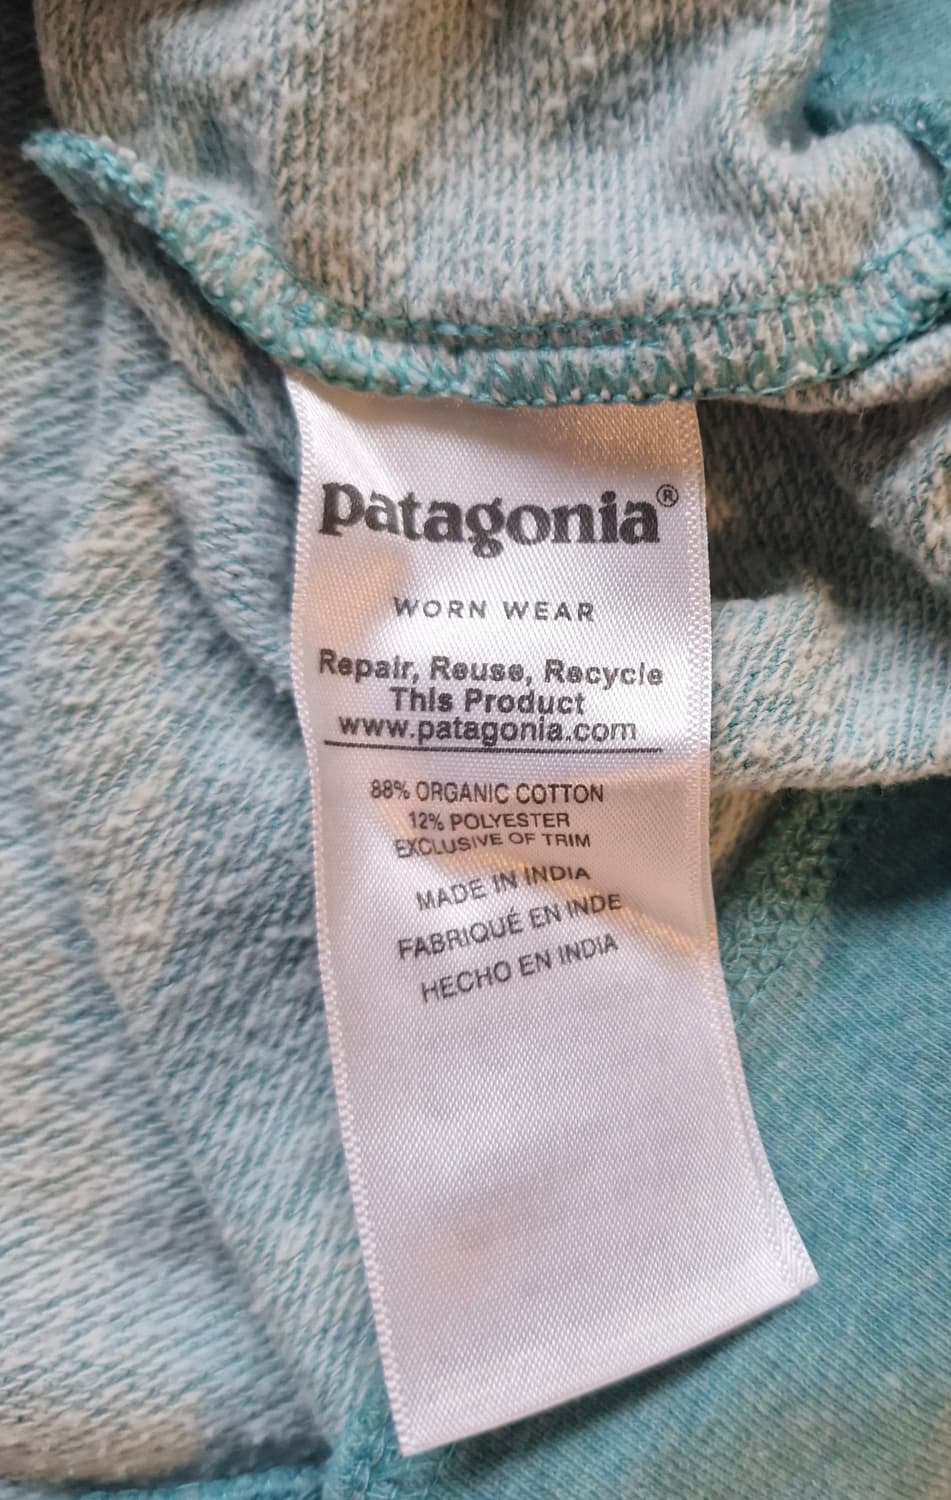 patagonia®
WORN WEAR
Repair, Reuse, Recycle
This Product
www.patagonia.com
88% ORGANIC COTTON
12% POLYESTER
EXCLUSIVE OF TRIM
MADE IN INDIA
FABRIQUÉ EN INDE
HECHO EN INDIA